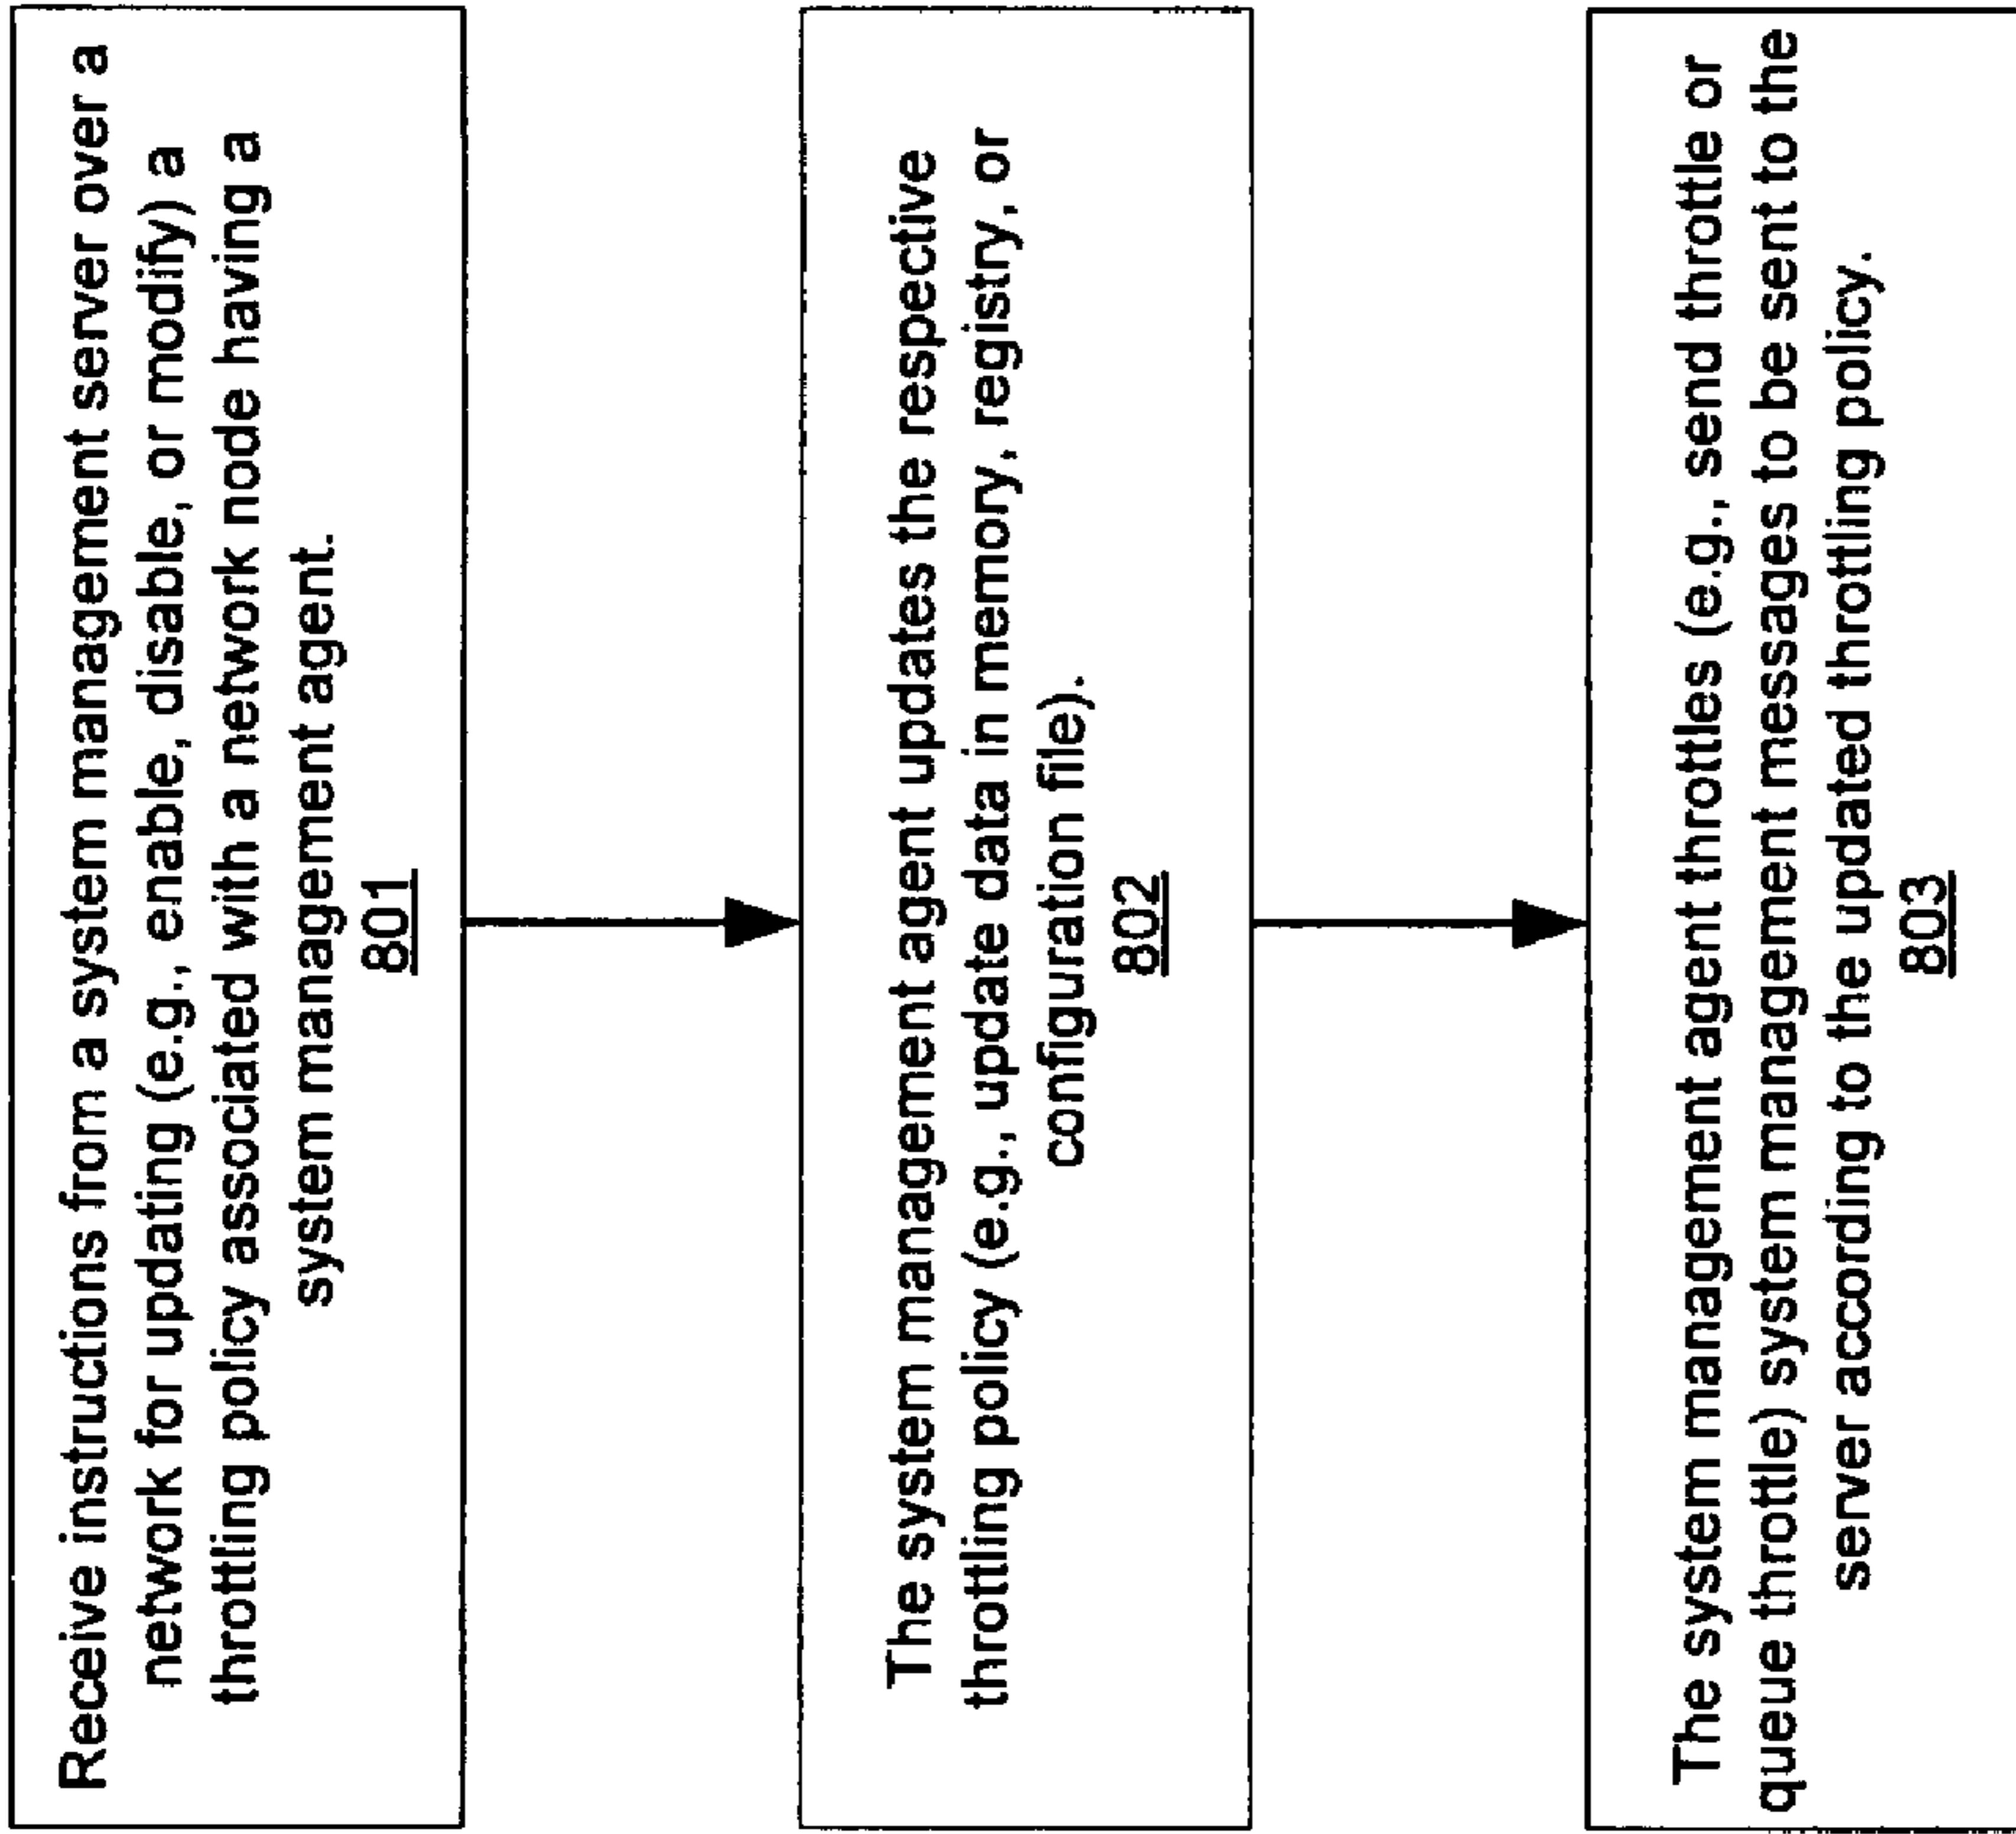 Receive instructions from a system management server over a
network for updating (e.g., enable, disable, or modify) a
throttling policy associated with a network node having a
system management agent.
801
The system management agent updates the respective
throttling policy (e.g., update data in memory, registry, or
configuration file).
802
The system management agent throttles (e.g., send throttle or
queue throttle) system management messages to be sent to the
server according to the updated throttling policy.
803